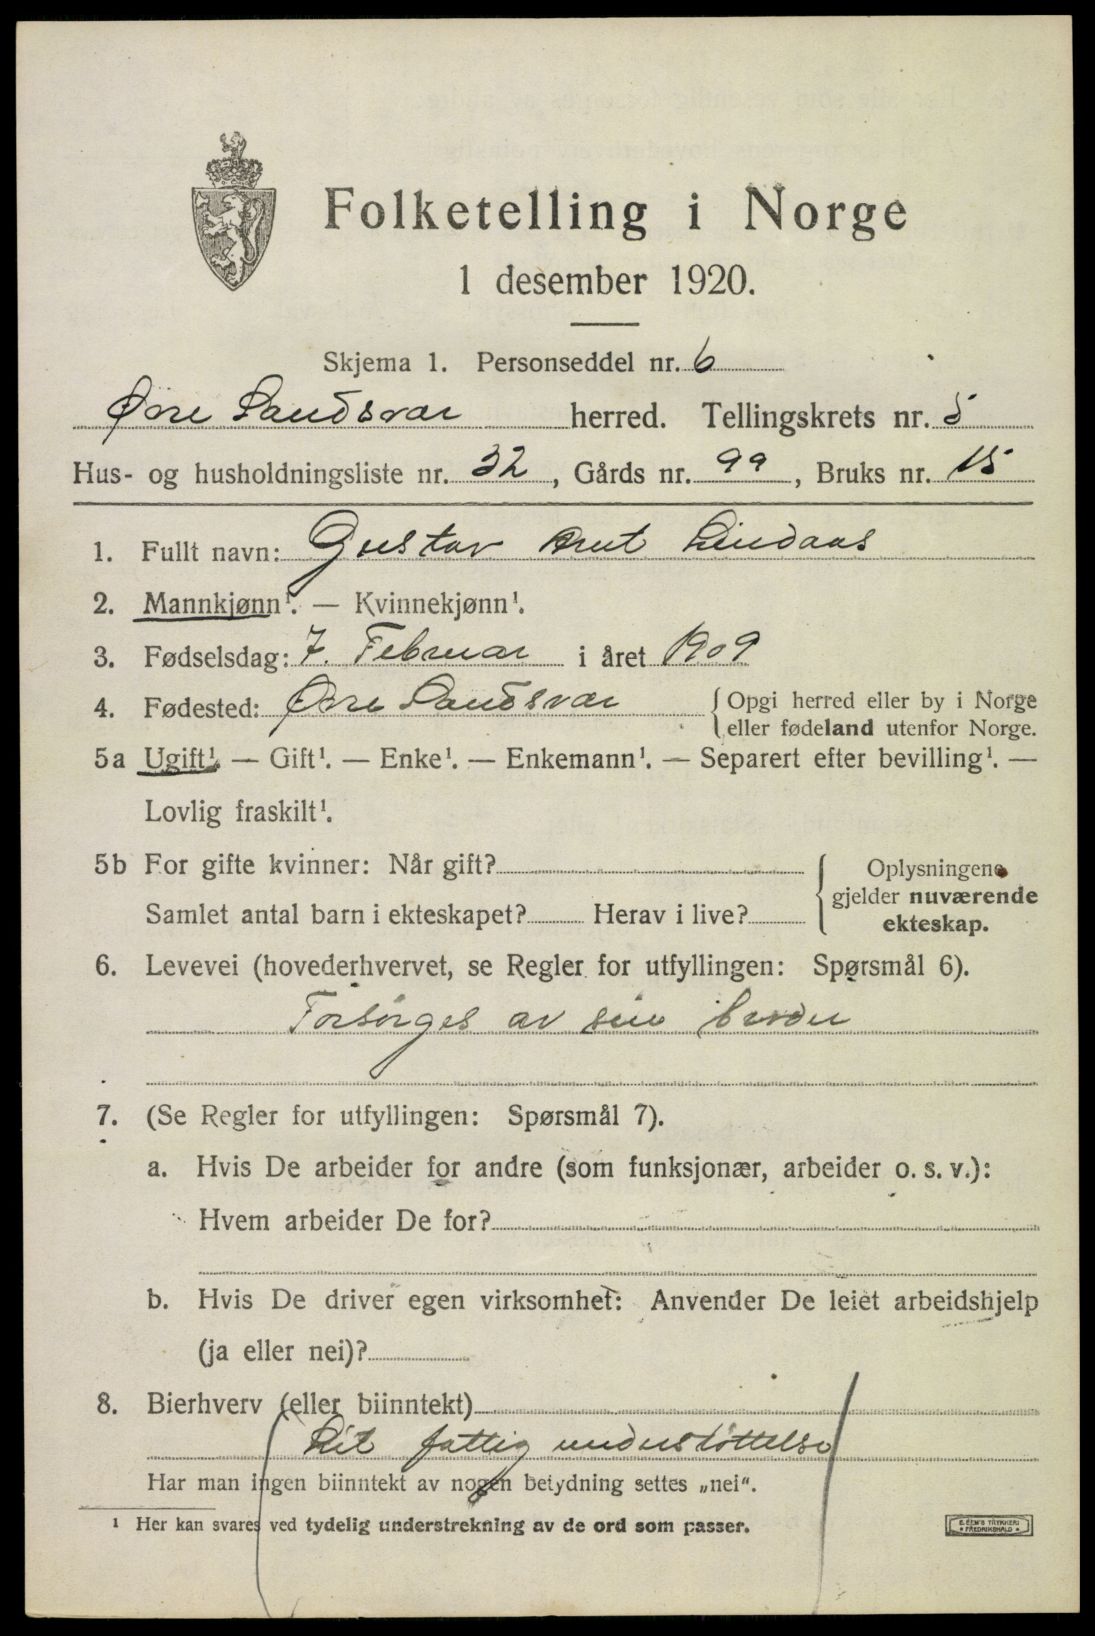 Folketelling i Norge
1 desember 1920.
Skjema 1. Personseddel nr. 6
Øvre Sandsvær herred. Tellingskrets nr. 5
Hus- og husholdningsliste nr. 32, Gårds nr. 99, Bruks nr. 15
1. Fullt navn: Gustav Lindaas
2. Mannkjønn¹. — Kvinnekjønn¹.
3. Fødselsdag: 7. Februar i året 1909
4. Fødested: Øvre Sandsvær {Opgi herred eller by i Norge
eller fødeland utenfor Norge.
5a Ugift¹. — Gift¹. — Enke¹. — Enkemann¹. — Separert efter bevilling¹. —
Lovlig fraskilt¹.
5b For gifte kvinner: Når gift?
Samlet antal barn i ekteskapet? Herav i live?
{Oplysningene
gjelder nuværende
ekteskap.
6. Levevei (hovederhvervet, se Regler for utfyllingen: Spørsmål 6).
Forsørges av sin
7. (Se Regler for utfyllingen: Spørsmål 7).
a. Hvis De arbeider for andre (som funksjonær, arbeider o. s. v.):
Hvem arbeider De for?
b. Hvis De driver egen virksomhet: Anvender De leiet arbeidshjelp
(ja eller nei)?
8. Bierhverv (eller biinntekt)
Lit fattig understöttelse
Har man ingen biinntekt av nogen betydning settes „nei“.
¹ Her kan svares ved tydelig understrekning av de ord som passer.
E. SEM'S TRYKKERI
FREDRIKSHALD